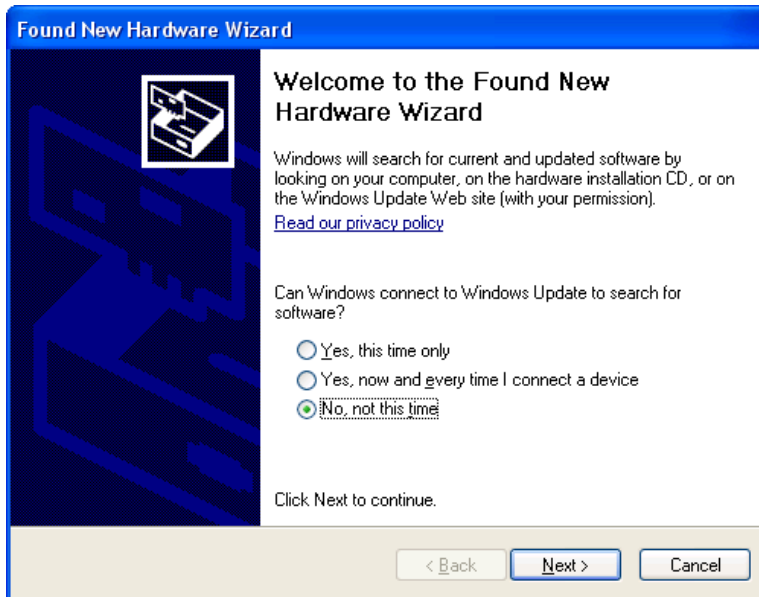 Found New Hardware Wizard
Welcome to the Found New
Hardware Wizard
Windows will search for current and updated software by
looking on your computer, on the hardware installation CD, or on
the Windows Update Web site (with your permission).
Read our privacy policy
Can Windows connect to Windows Update to search for
software?
Yes, this time only
Yes, now and every time I connect a device
No, not this time
Click Next to continue.
< Back
Next >
Cancel